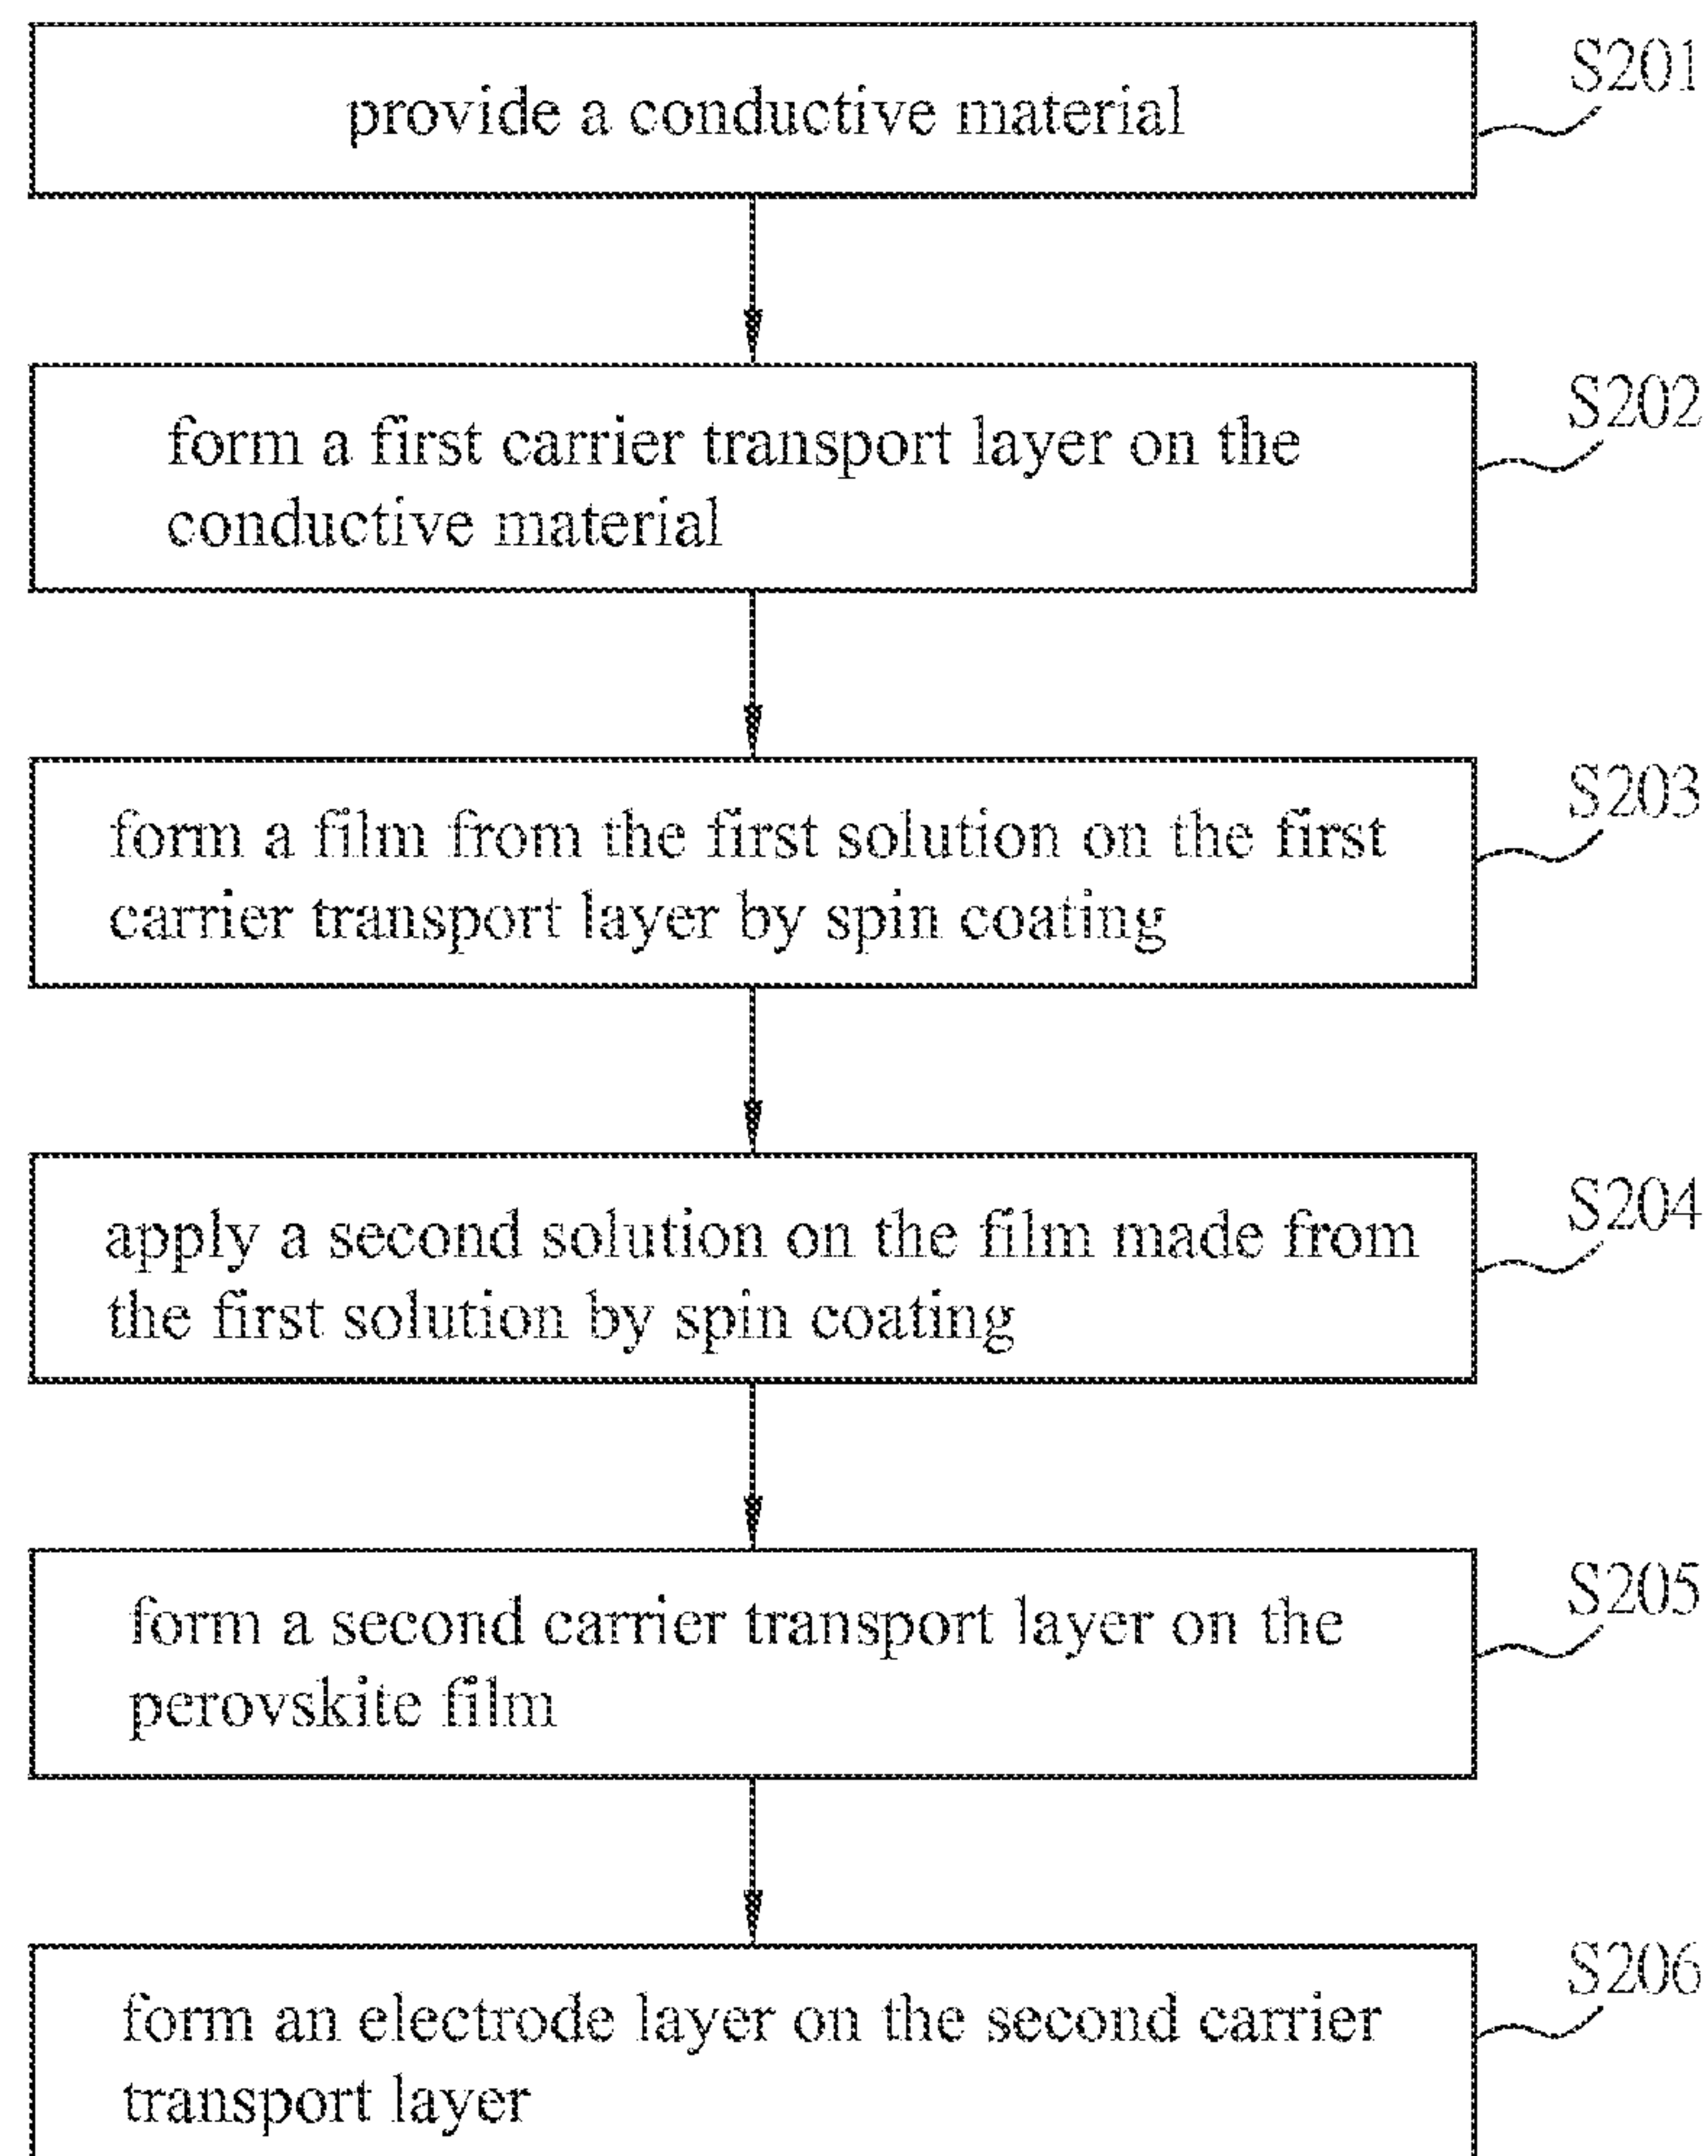 provide a conductive material
S201
form a first carrier transport layer on the
conductive material
S202
form a film from the first solution on the first
carrier transport layer by spin coating
S203
apply a second solution on the film made from
the first solution by spin coating
S204
form a second carrier transport layer on the
perovskite film
S205
form an electrode layer on the second carrier
transport layer
S206